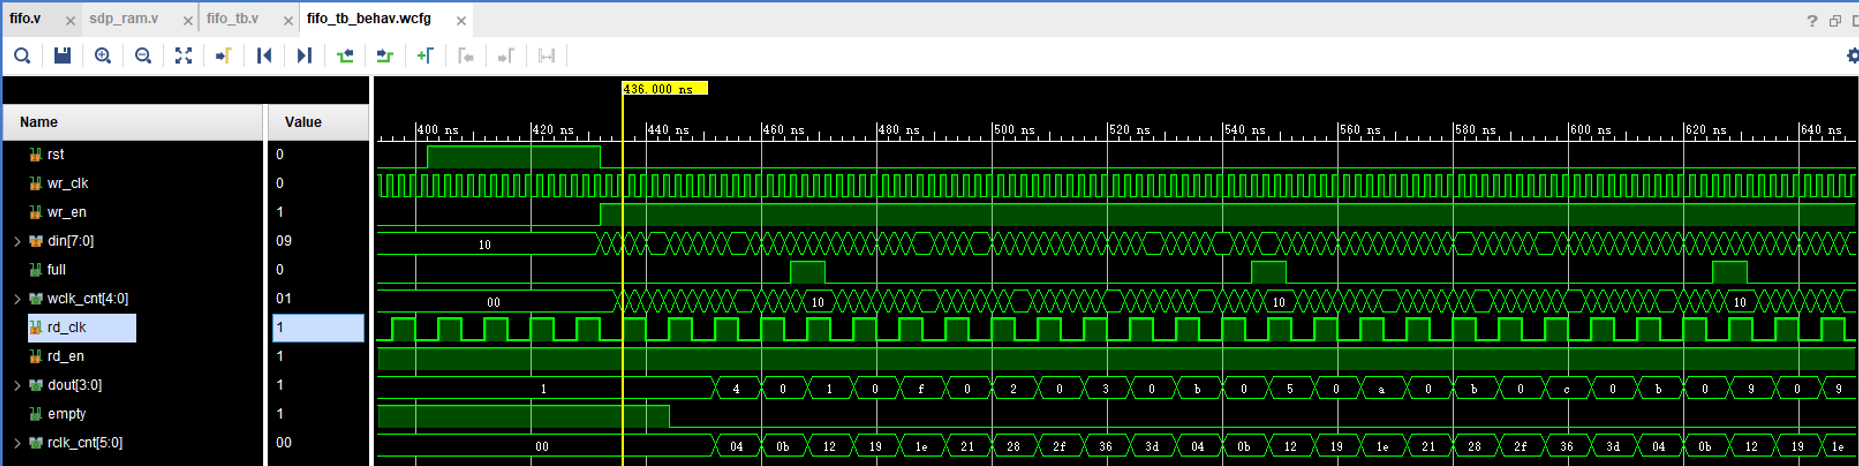 fifo.v × sdp_ram.v × fifo_tb.v × fifo_tb_behav.wcfg ×
?
436.000 ns
Name Value
400 ns 420 ns 440 ns 460 ns 480 ns 500 ns 520 ns 540 ns 560 ns 580 ns 600 ns 620 ns 640
rst 0
wr_clk 0
wr_en 1
din[7:0] 09 10
full 0
wclk_cnt[4:0] 01 00 10 10 10
rd_clk 1
rd_en 1
dout[3:0] 1 1 4 0 1 0 f 0 2 0 3 0 b 0 5 0 a 0 b 0 c 0 b 0 9 0 9
empty 1
rclk_cnt[5:0] 00 00 04 0b 12 19 1e 21 28 2f 36 3d 04 0b 12 19 1e 21 28 2f 36 3d 04 0b 12 19 1e